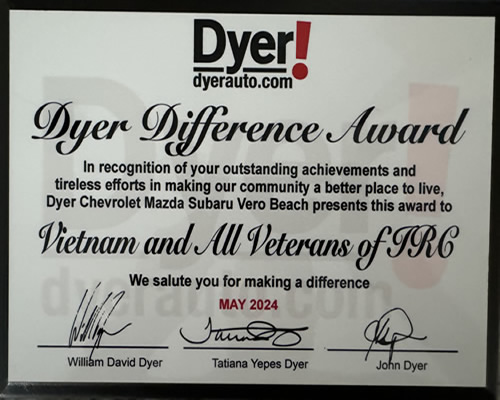 Dyer!
dyerauto.com
Dyer Difference Award
In recognition of your outstanding achievements and
tireless efforts in making our community a better place to live,
Dyer Chevrolet Mazda Subaru Vero Beach presents this award to
Vietnam and All Veterans of IRC
We salute you for making a difference
MAY 2024
William David Dyer
Tatiana Yepes Dyer
John Dyer